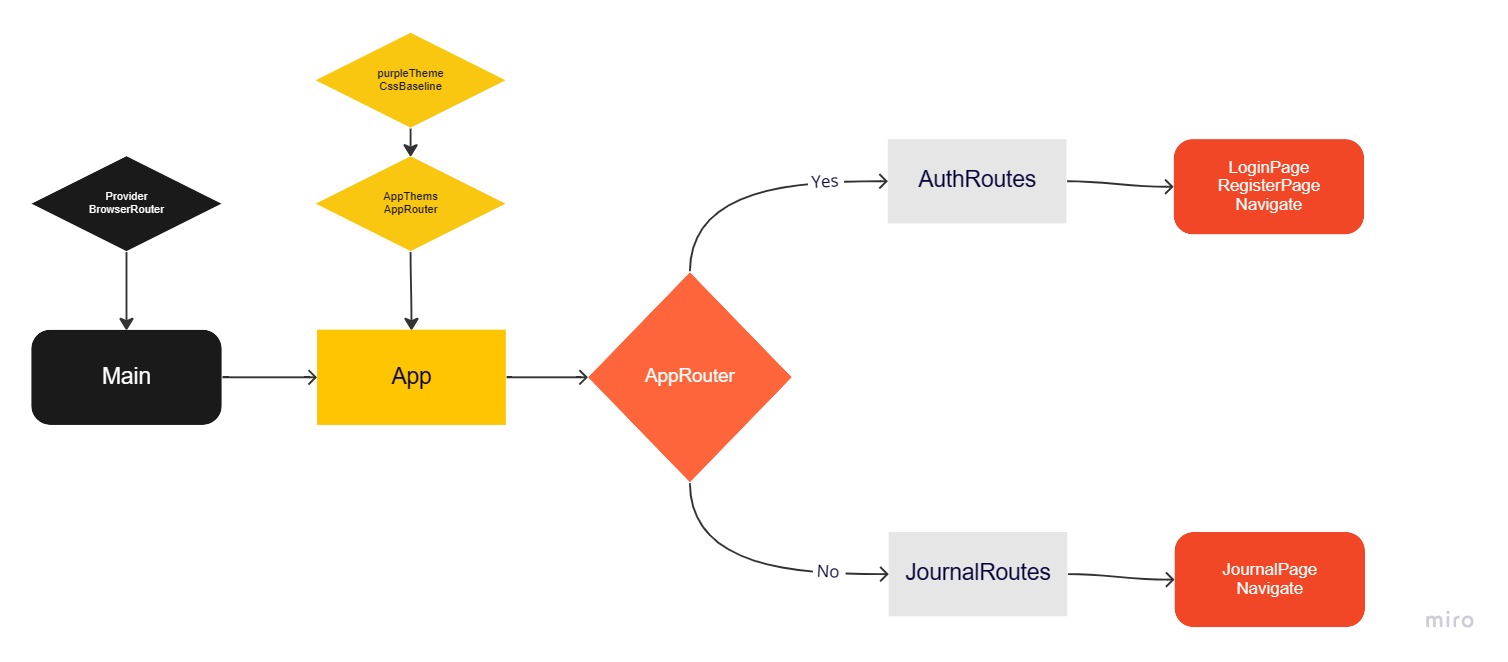 purpleTheme
CssBaseline
Provider
BrowserRouter
AppThems
AppRouter
Main
App
AppRouter
Yes
AuthRoutes
LoginPage
RegisterPage
Navigate
No
JournalRoutes
JournalPage
Navigate
miro